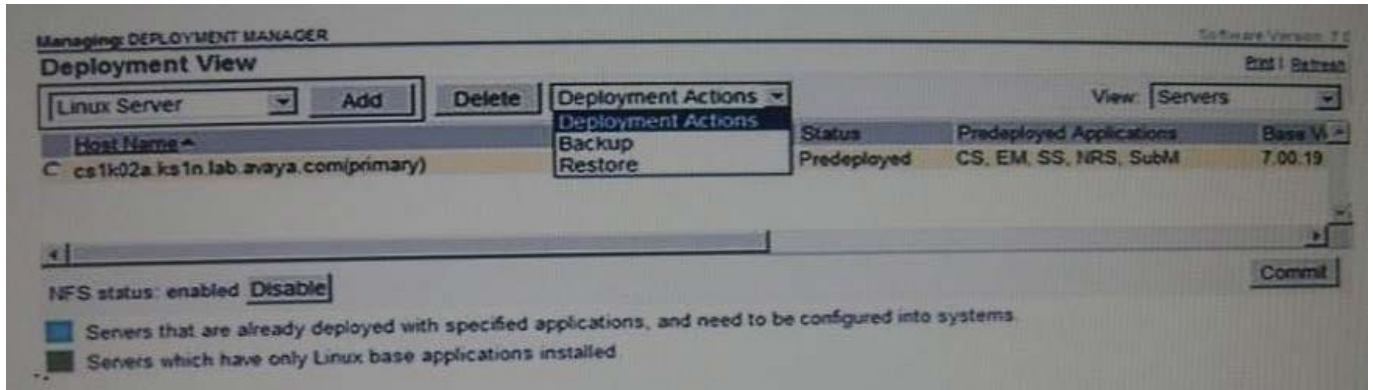 Managing: DEPLOYMENT MANAGER
Software Version
Deployment View
Print | Refresh
Linux Server Add Delete Deployment Actions View: Servers
Deployment Actions
Backup
Restore
Host Name Status Predeployed Applications Base
cs1k02a.ks1n.lab.avaya.com(primary) Predeployed CS, EM, SS, NRS, SubM 7.00.19
NFS status: enabled Disable
Commit
Servers that are already deployed with specified applications, and need to be configured into systems
Servers which have only Linux base applications installed